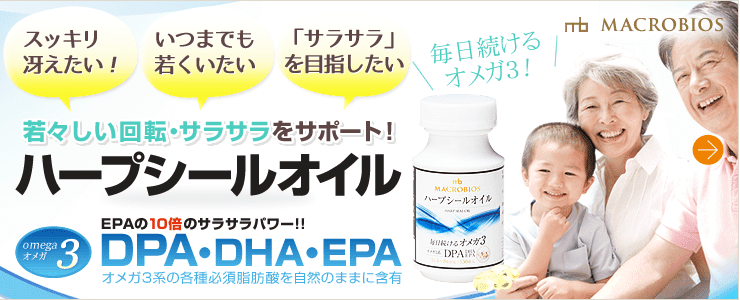 スッキリ
冴えたい！
いつまでも
若くいたい
「サラサラ」
を目指したい
毎日続ける
オメガ3！
MACROBIOS
若々しい回転・サラサラをサポート！
ハープシールオイル
EPAの10倍のサラサラパワー!!
omega
オメガ
3
DPA・DHA・EPA
オメガ3系の各種必須脂肪酸を自然のままに含有
MACROBIOS
ハープシールオイル
毎日続けるオメガ3
DPA DHA